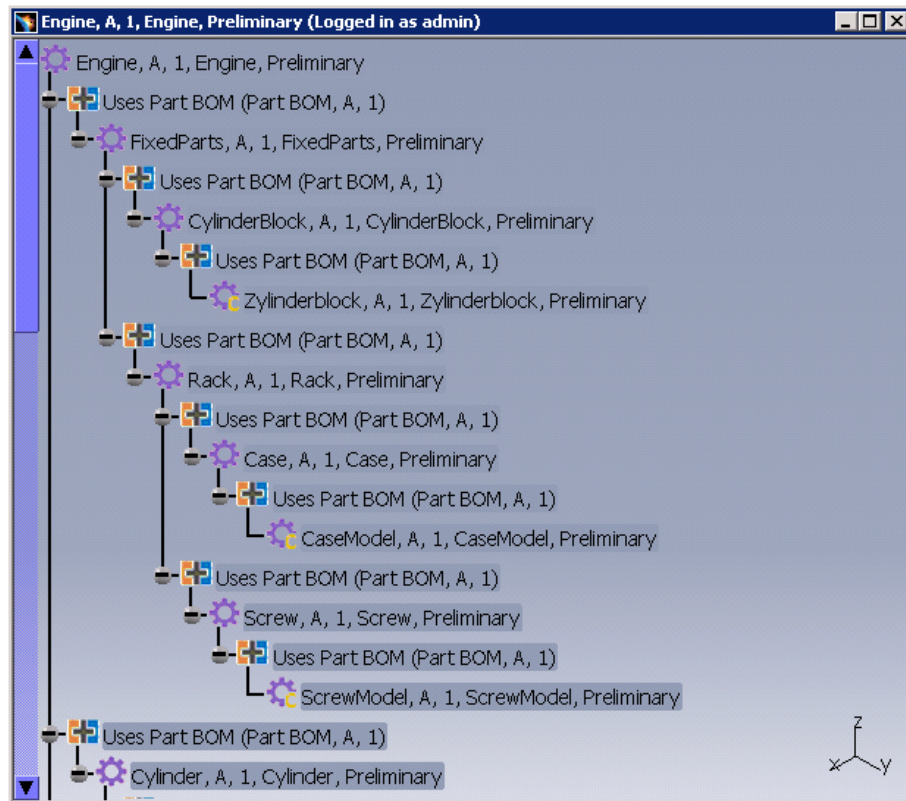 Engine, A, 1, Engine, Preliminary (Logged in as admin)
Engine, A, 1, Engine, Preliminary
Uses Part BOM (Part BOM, A, 1)
FixedParts, A, 1, FixedParts, Preliminary
Uses Part BOM (Part BOM, A, 1)
CylinderBlock, A, 1, CylinderBlock, Preliminary
Uses Part BOM (Part BOM, A, 1)
Zylinderblock, A, 1, Zylinderblock, Preliminary
Uses Part BOM (Part BOM, A, 1)
Rack, A, 1, Rack, Preliminary
Uses Part BOM (Part BOM, A, 1)
Case, A, 1, Case, Preliminary
Uses Part BOM (Part BOM, A, 1)
CaseModel, A, 1, CaseModel, Preliminary
Uses Part BOM (Part BOM, A, 1)
Screw, A, 1, Screw, Preliminary
Uses Part BOM (Part BOM, A, 1)
ScrewModel, A, 1, ScrewModel, Preliminary
Uses Part BOM (Part BOM, A, 1)
Cylinder, A, 1, Cylinder, Preliminary
z
x y